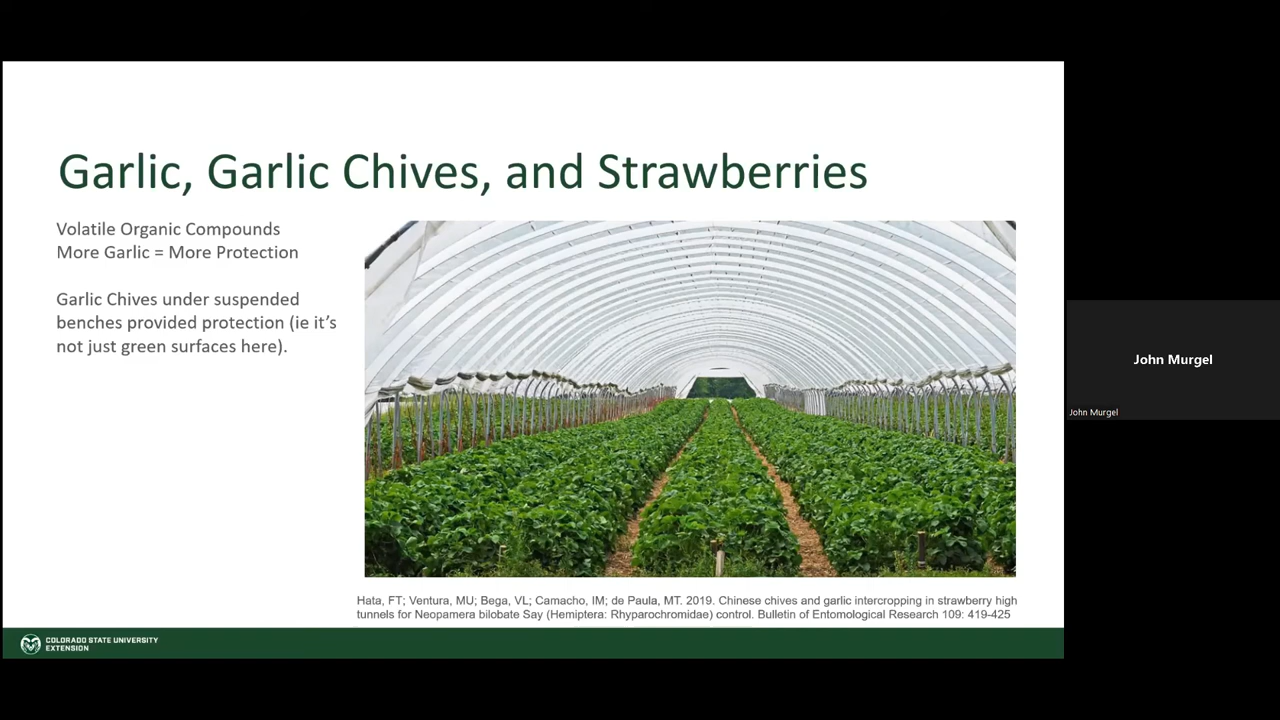 Garlic, Garlic Chives, and Strawberries
Volatile Organic Compounds
More Garlic = More Protection
Garlic Chives under suspended
benches provided protection (ie it's
not just green surfaces here).
Hata, FT; Ventura, MU; Bega, VL; Camacho, IM; de Paula, MT. 2019. Chinese chives and garlic intercropping in strawberry high
tunnels for Neopamera bilobate Say (Hemiptera: Rhyparochromidae) control. Bulletin of Entomological Research 109: 419-425
COLORADO STATE UNIVERSITY
EXTENSION
John Murgel
John Murgel